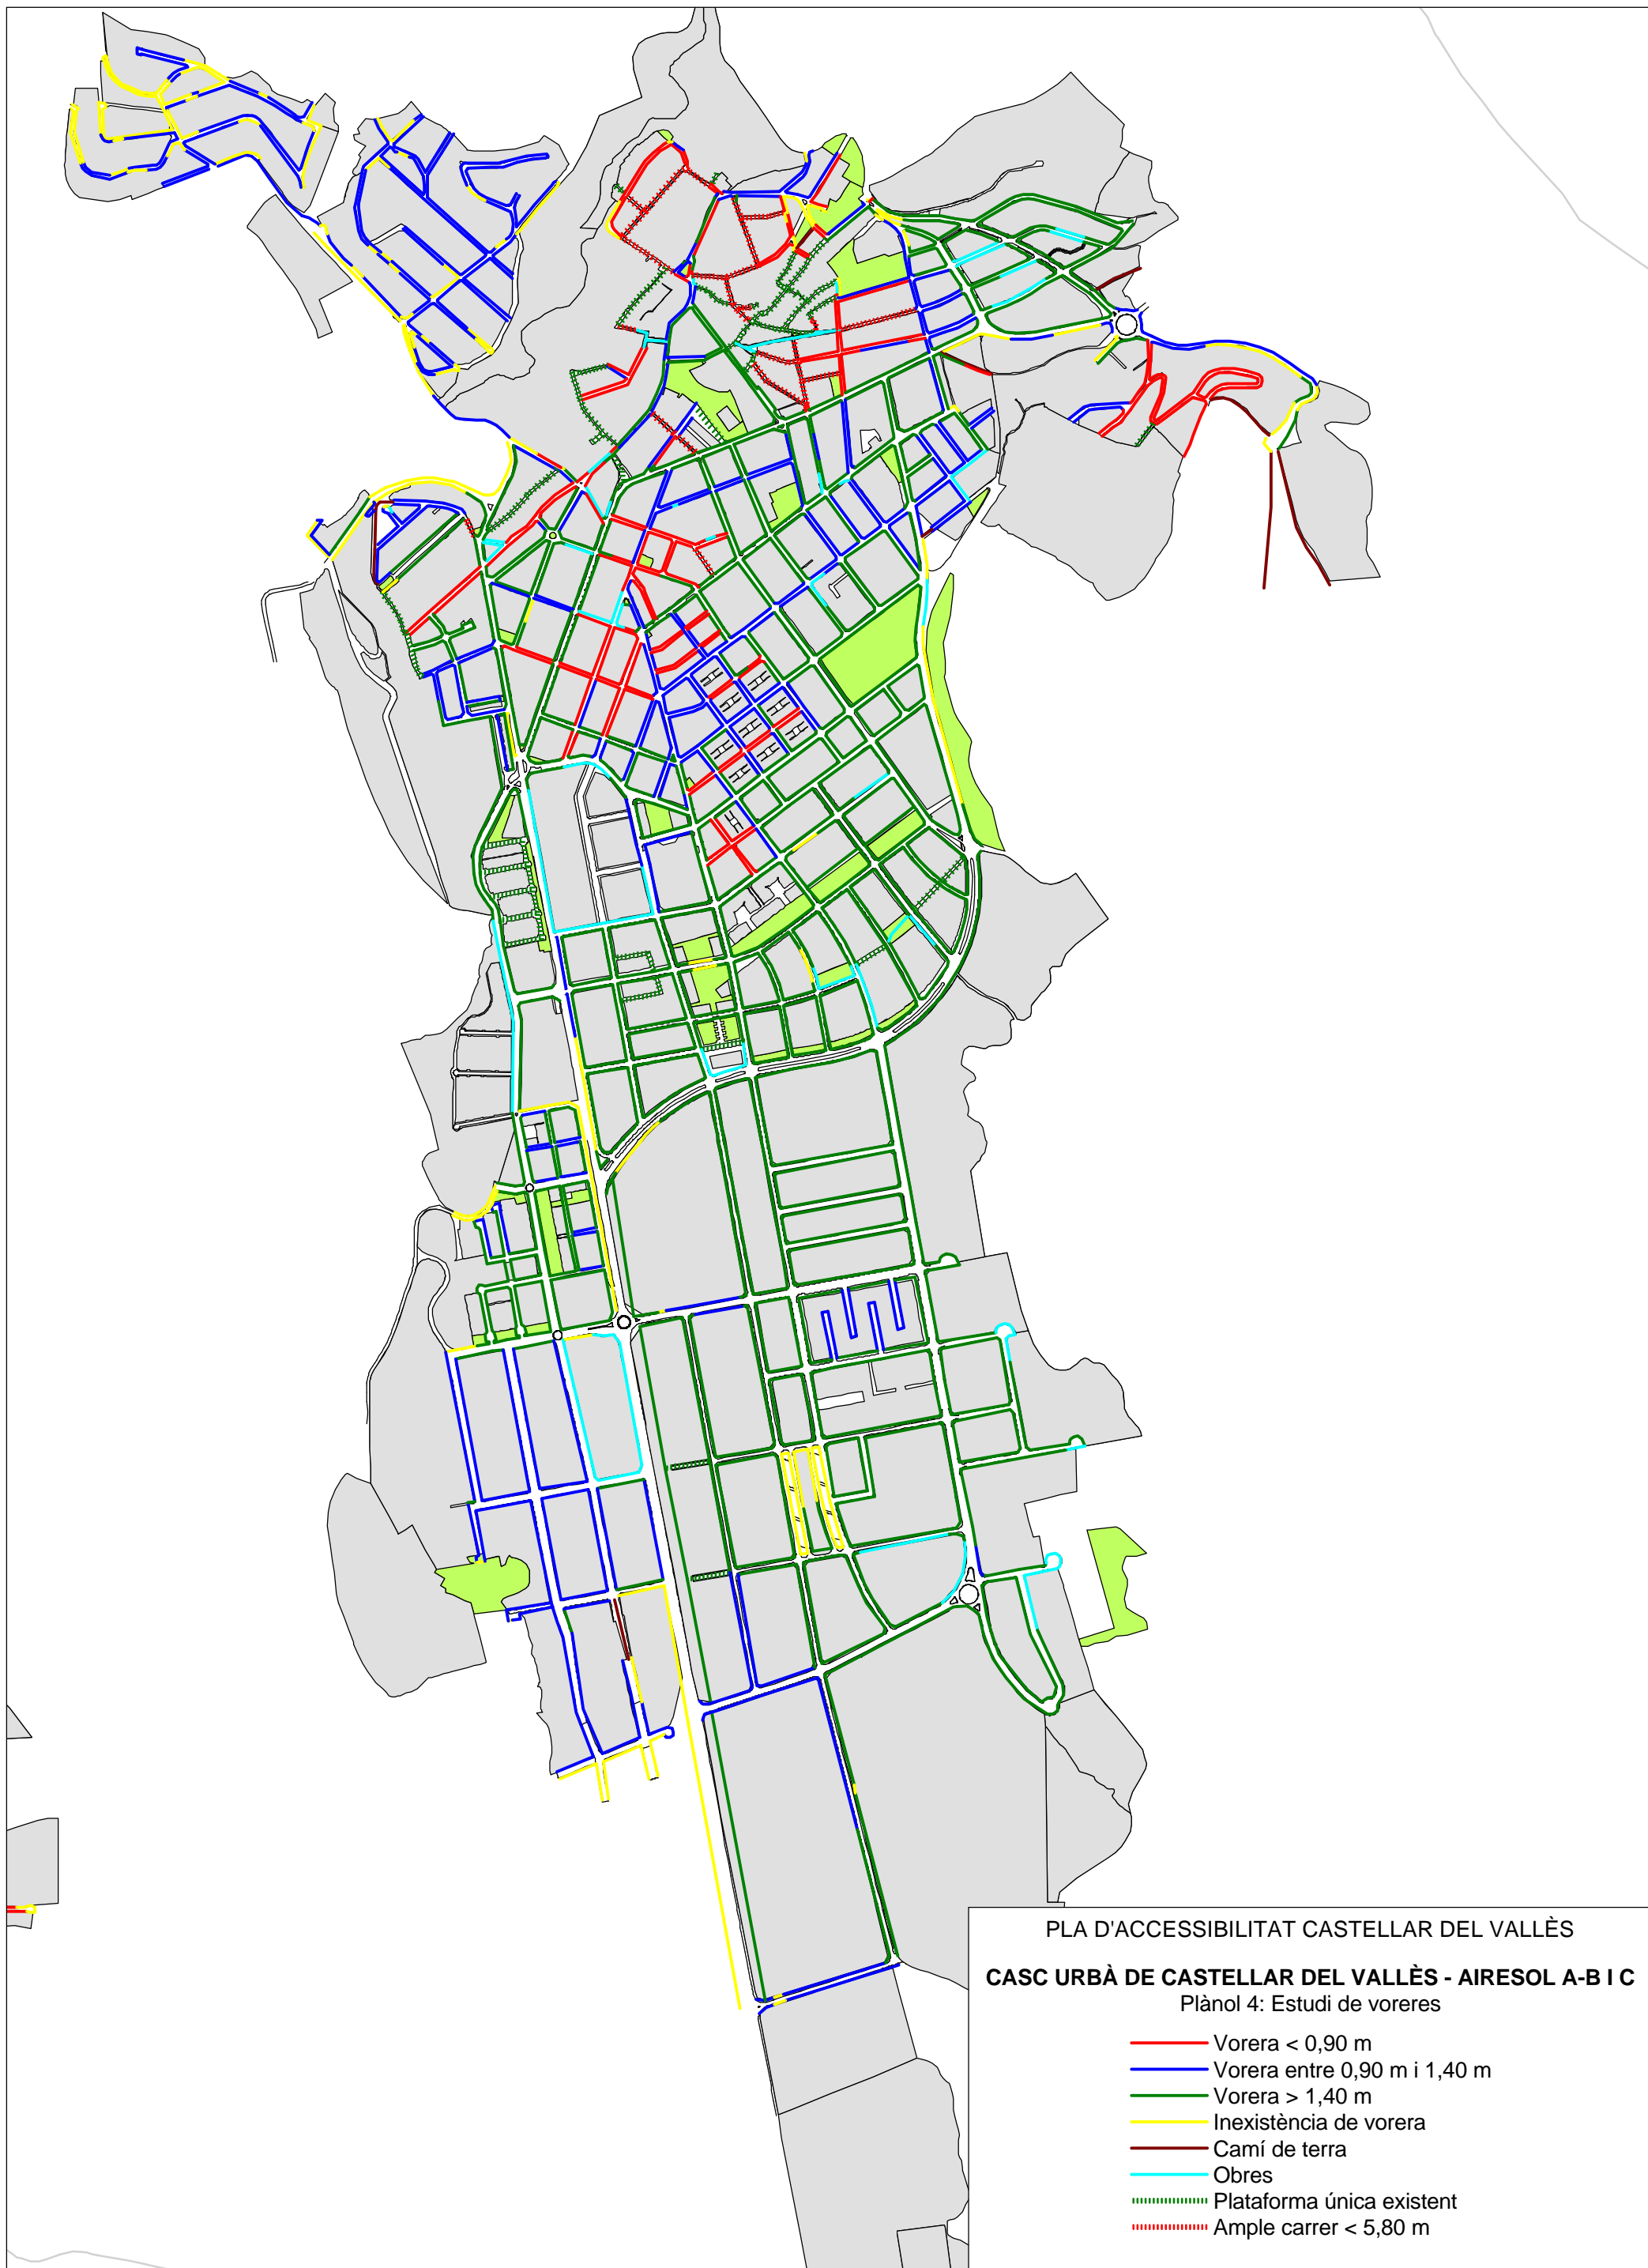 PLA D'ACCESSIBILITAT CASTELLAR DEL VALLÈS
CASC URBÀ DE CASTELLAR DEL VALLÈS - AIRESOL A-B I C
Plànol 4: Estudi de voreres
Vorera < 0,90 m
Vorera entre 0,90 m i 1,40 m
Vorera > 1,40 m
Inexistència de vorera
Camí de terra
Obres
Plataforma única existent
Ample carrer < 5,80 m